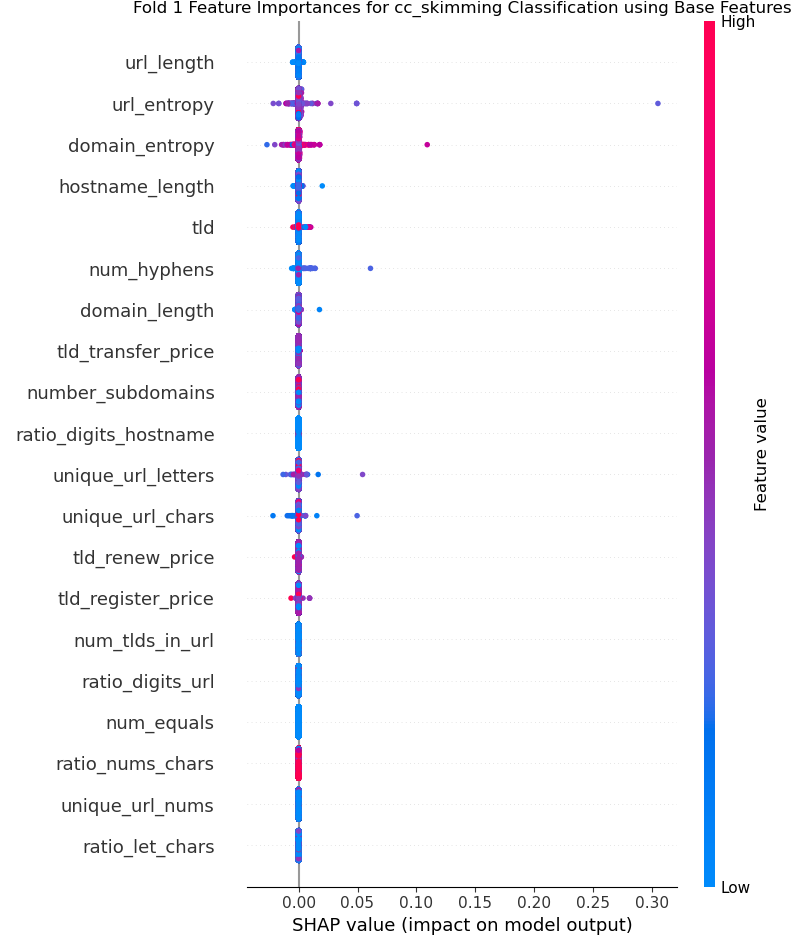 Fold 1 Feature Importances for cc_skimming Classification using Base Features
High
url_length
url_entropy
domain_entropy
hostname_length
tld
num_hyphens
domain_length
tld_transfer_price
number_subdomains
ratio_digits_hostname
unique_url_letters
unique_url_chars
tld_renew_price
tld_register_price
num_tlds_in_url
ratio_digits_url
num_equals
ratio_nums_chars
unique_url_nums
ratio_let_chars
Feature value
Low
0.00 0.05 0.10 0.15 0.20 0.25 0.30
SHAP value (impact on model output)